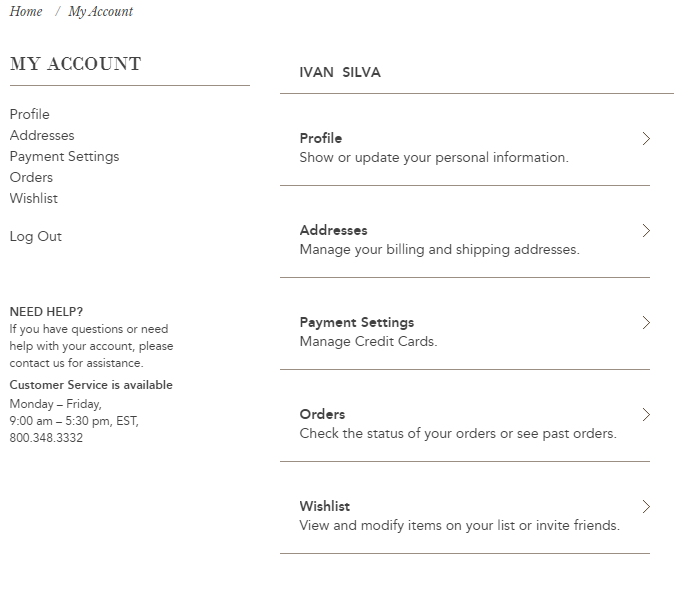 Home / My Account
MY ACCOUNT
Profile
Addresses
Payment Settings
Orders
Wishlist
Log Out
NEED HELP?
If you have questions or need
help with your account, please
contact us for assistance.
Customer Service is available
Monday – Friday,
9:00 am – 5:30 pm, EST,
800.348.3332
IVAN SILVA
Profile
Show or update your personal information.
Addresses
Manage your billing and shipping addresses.
Payment Settings
Manage Credit Cards.
Orders
Check the status of your orders or see past orders.
Wishlist
View and modify items on your list or invite friends.